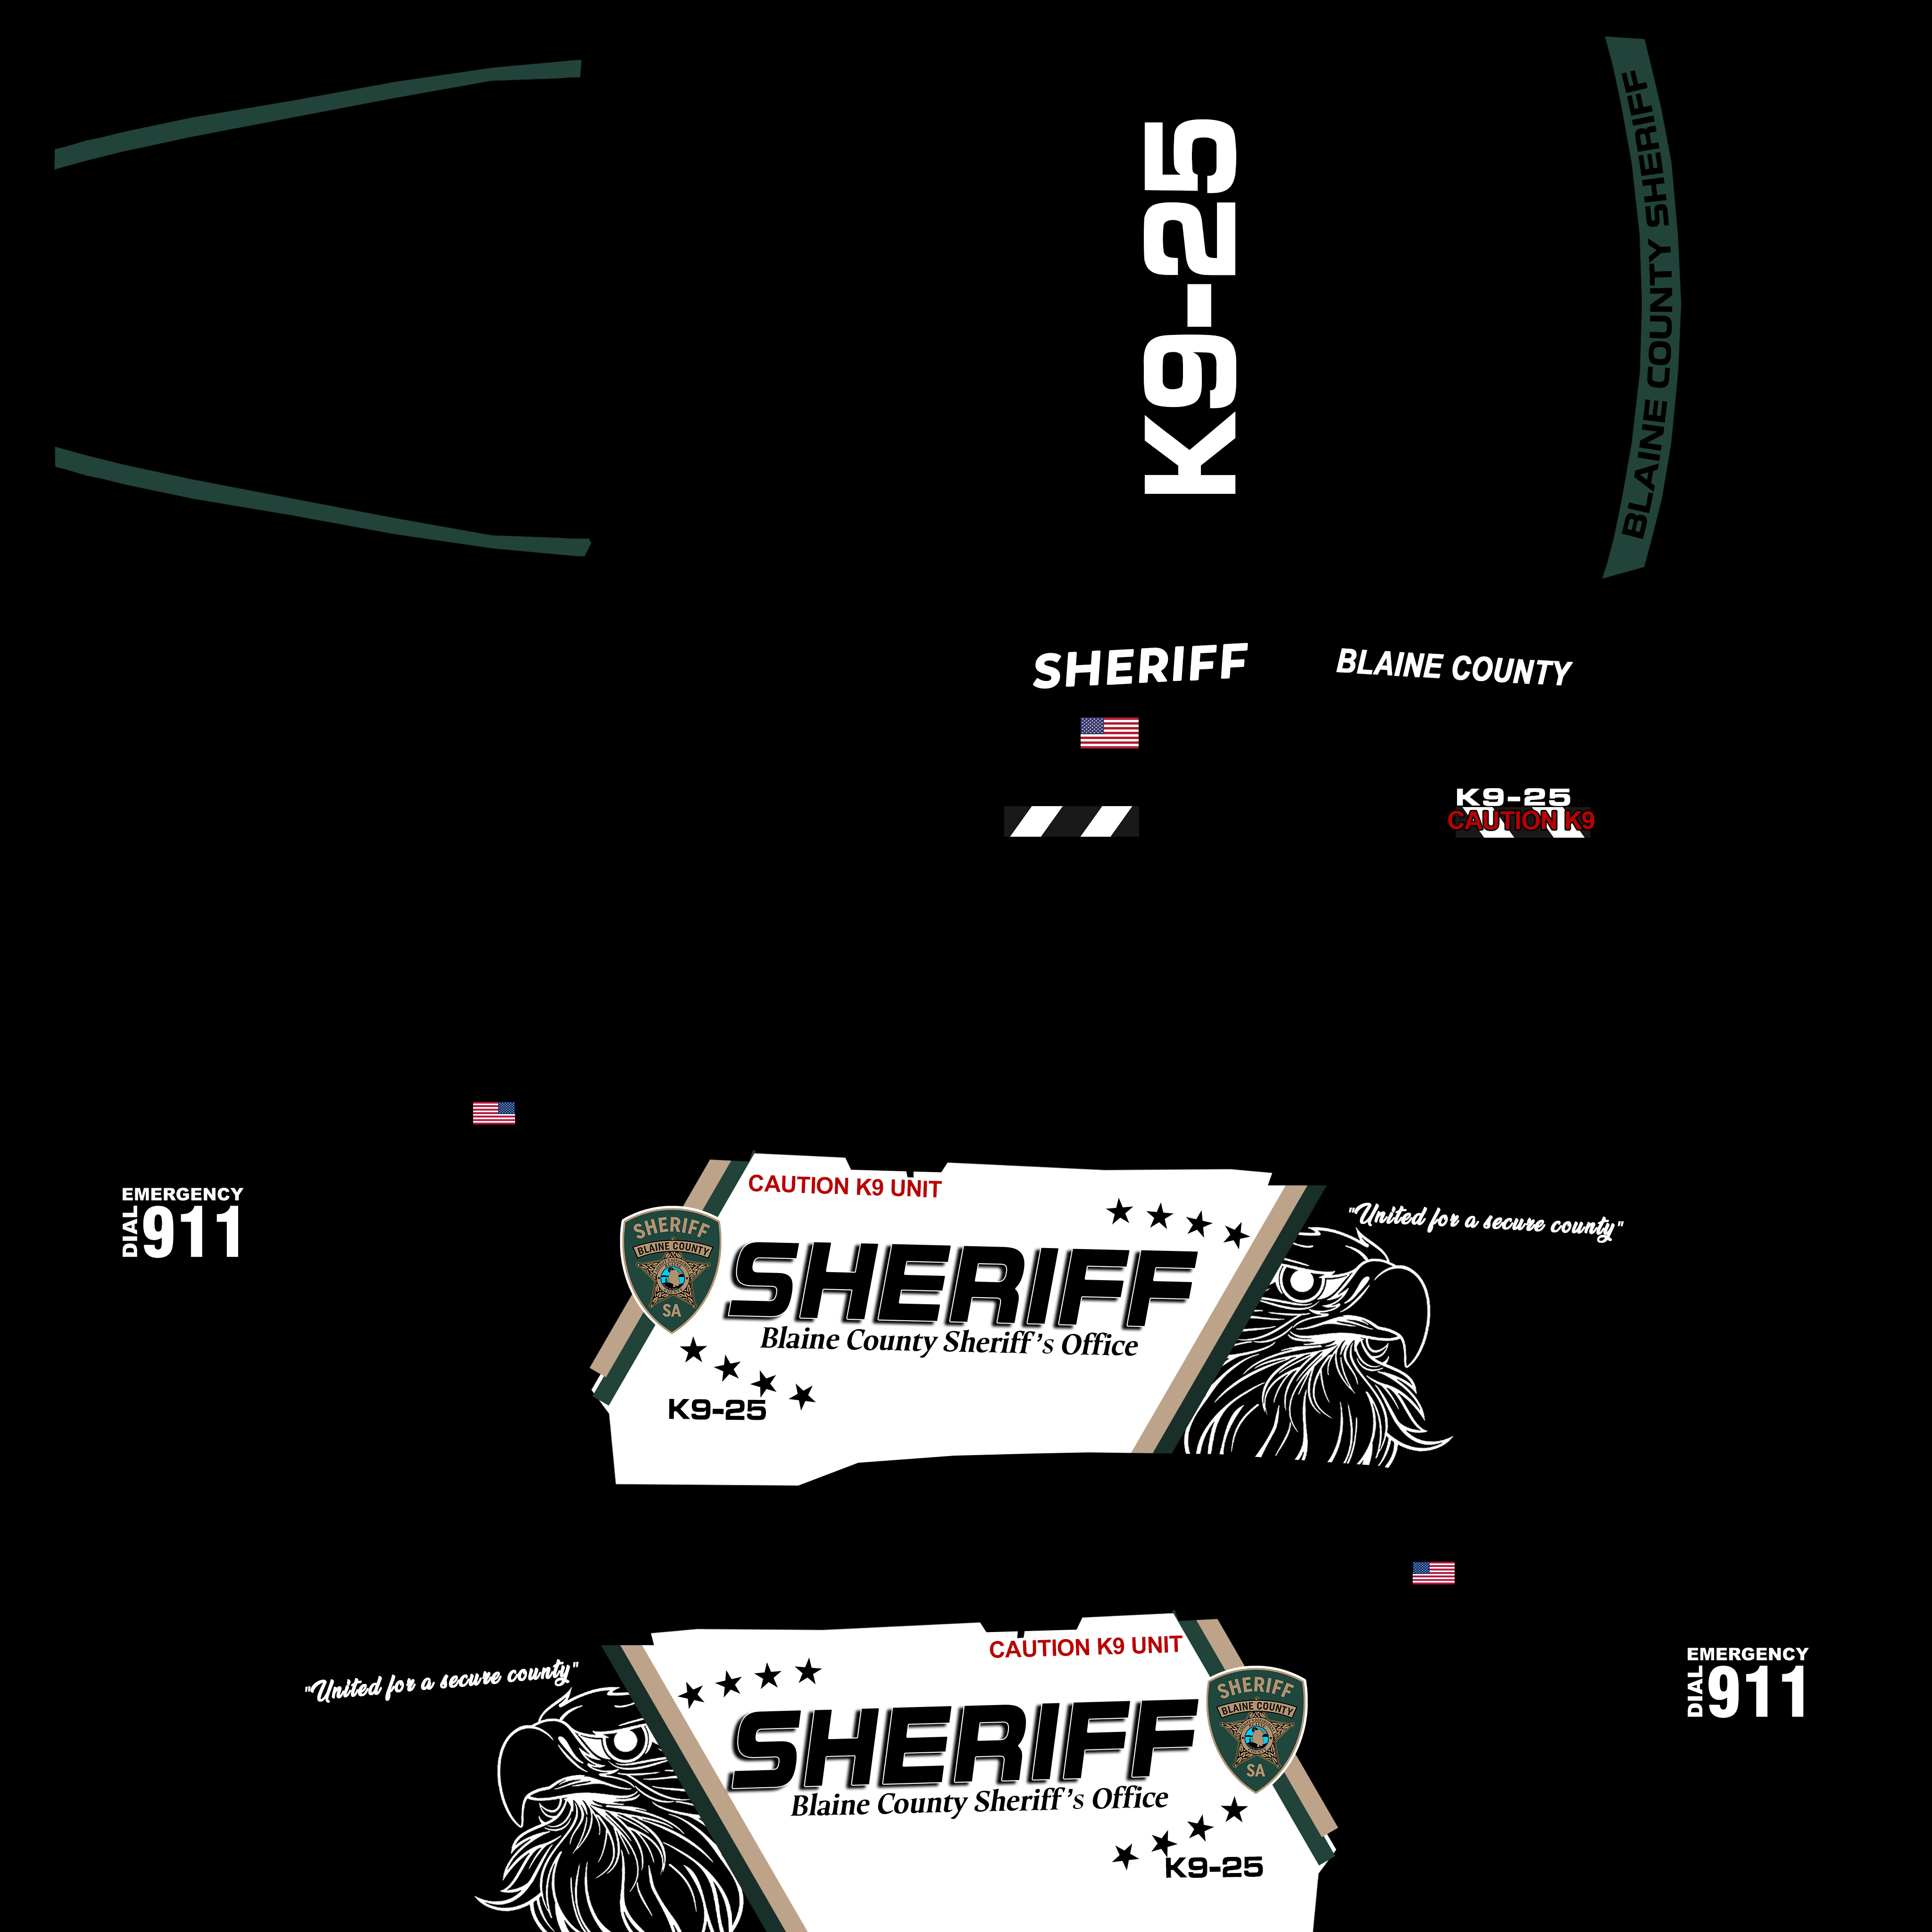 K9-25
BLAINE COUNTY SHERIFF
SHERIFF
BLAINE COUNTY
K9-25
CAUTION K9
EMERGENCY
DIAL
911
CAUTION K9 UNIT
SHERIFF
BLAINE COUNTY
SA
SHERIFF
Blaine County Sheriff's Office
K9-25
"United for a secure county"
"United for a secure county"
CAUTION K9 UNIT
SHERIFF
Blaine County Sheriff's Office
SHERIFF
BLAINE COUNTY
SA
K9-25
EMERGENCY
DIAL
911